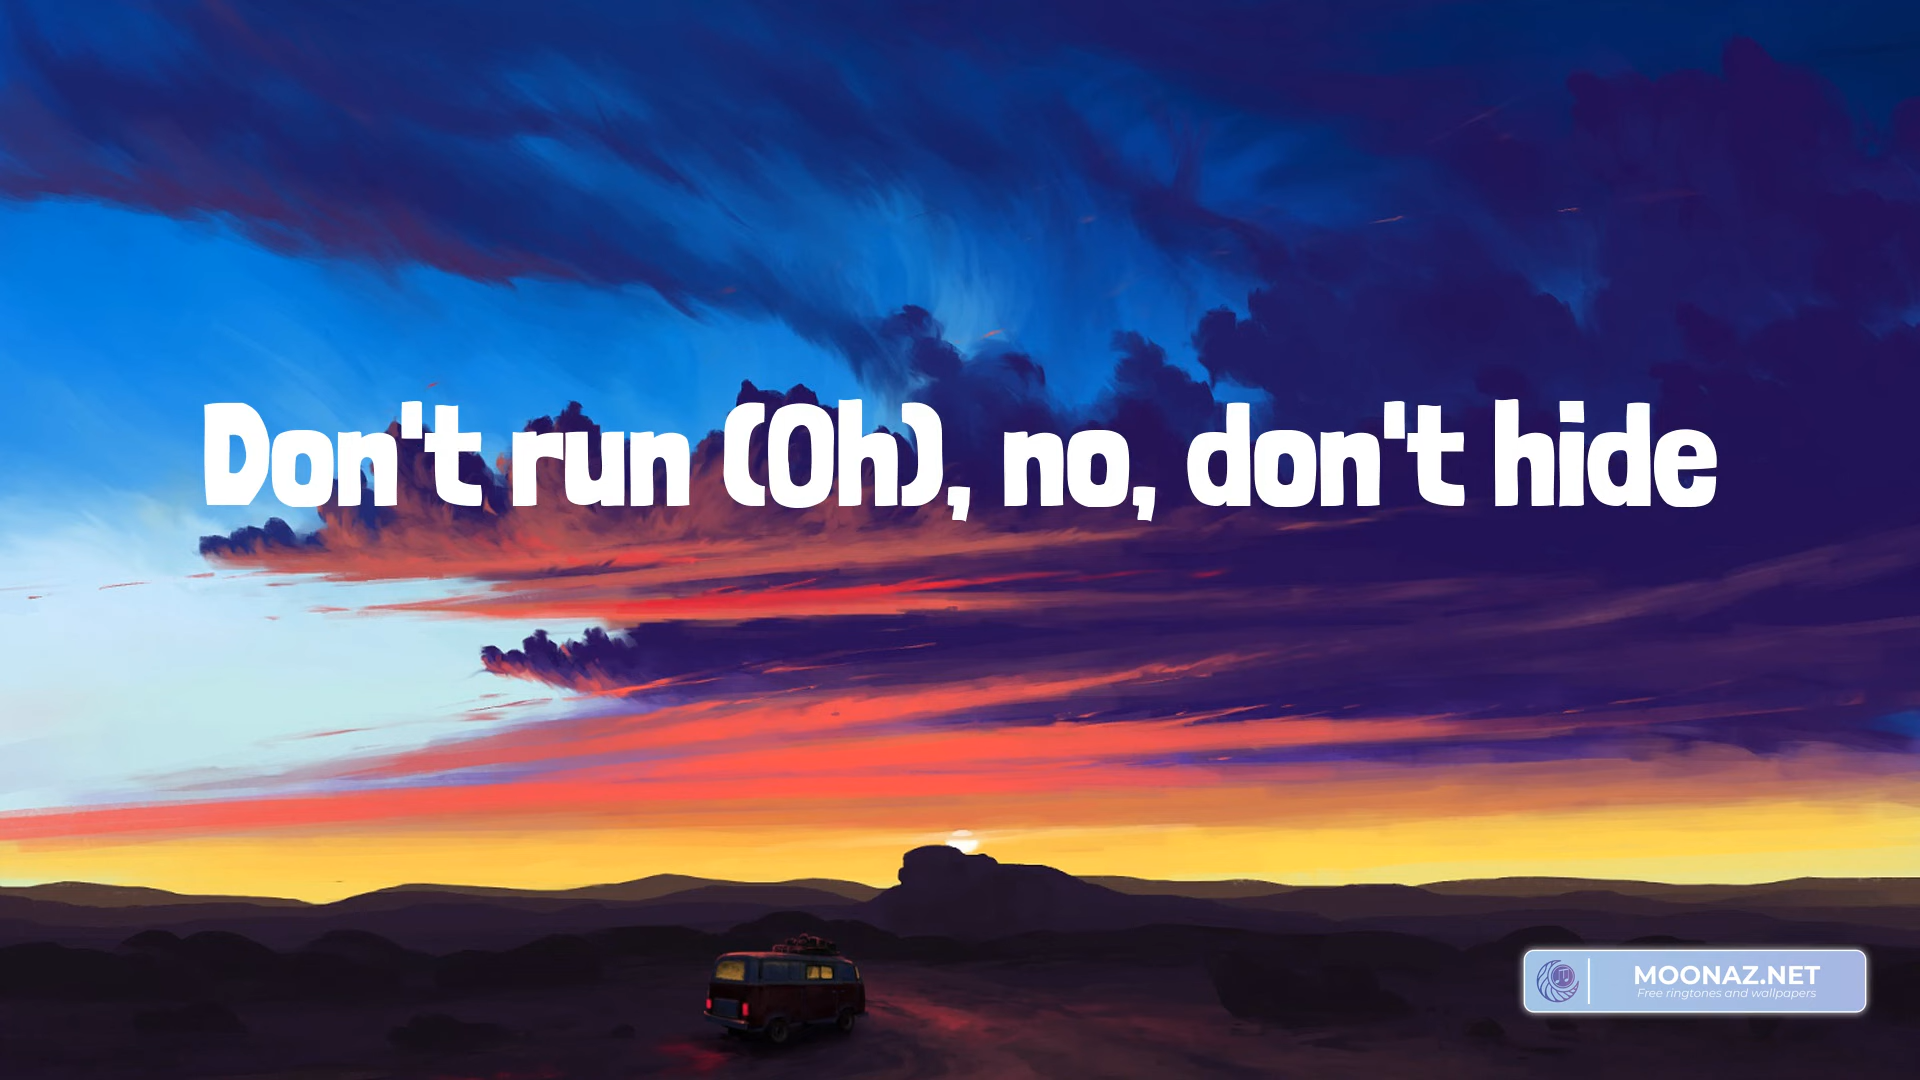 Don't run (Oh), no, don't hide
MOONAZ.NET
Free ringtones and wallpapers